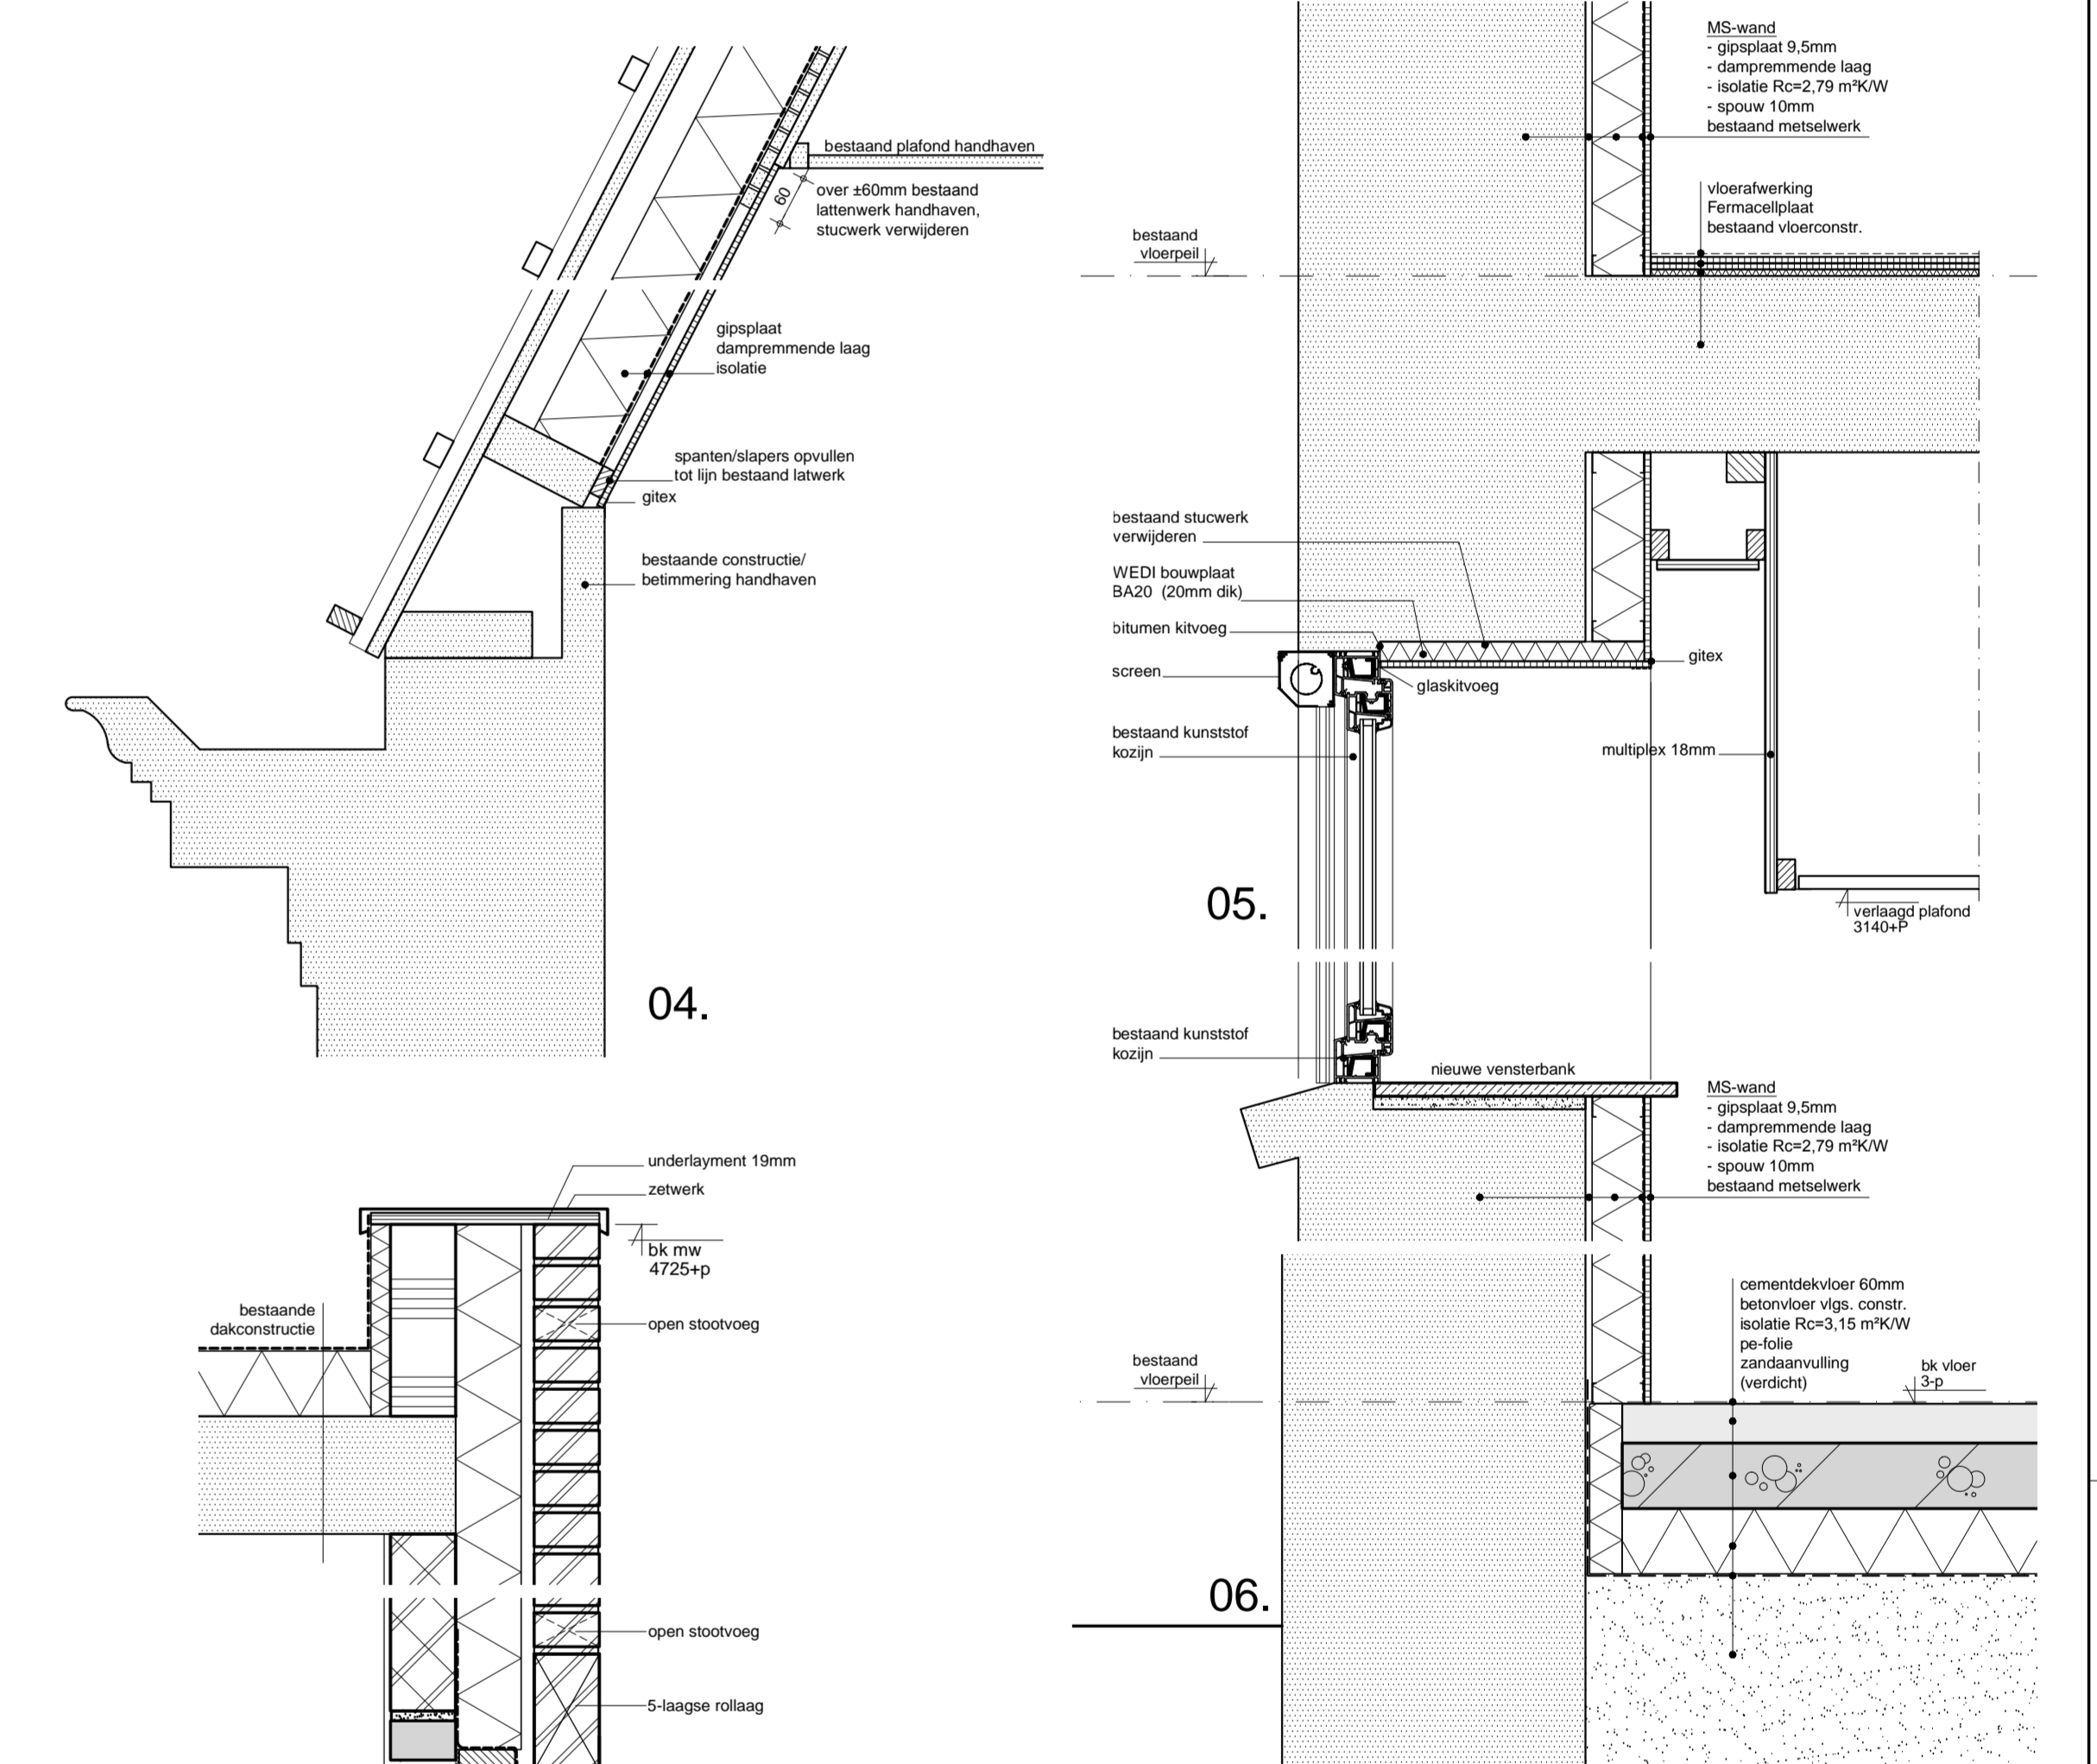 bestaand plafond handhaven
60
over ±60mm bestaand
lattenwerk handhaven,
stucwerk verwijderen
gipsplaat
dampremmende laag
isolatie
spanten/slapers opvullen
tot lijn bestaand latwerk
gitex
bestaande constructie/
betimmering handhaven
04.
underlayment 19mm
zetwerk
bk mw
4725+p
bestaande
dakconstructie
open stootvoeg
open stootvoeg
5-laagse rollaag
MS-wand
- gipsplaat 9,5mm
- dampremmende laag
- isolatie Rc=2,79 m²K/W
- spouw 10mm
bestaand metselwerk
vloerafwerking
Fermacellplaat
bestaand vloerconstr.
bestaand
vloerpeil
bestaand stucwerk
verwijderen
WEDI bouwplaat
BA20 (20mm dik)
bitumen kitvoeg
screen
gitex
glaskitvoeg
bestaand kunststof
kozijn
multiplex 18mm
05.
verlaagd plafond
3140+P
bestaand kunststof
kozijn
nieuwe vensterbank
MS-wand
- gipsplaat 9,5mm
- dampremmende laag
- isolatie Rc=2,79 m²K/W
- spouw 10mm
bestaand metselwerk
cementdekvloer 60mm
betonvloer vlgs. constr.
isolatie Rc=3,15 m²K/W
pe-folie
zandaanvulling
(verdicht)
bestaand
vloerpeil
bk vloer
3-p
06.